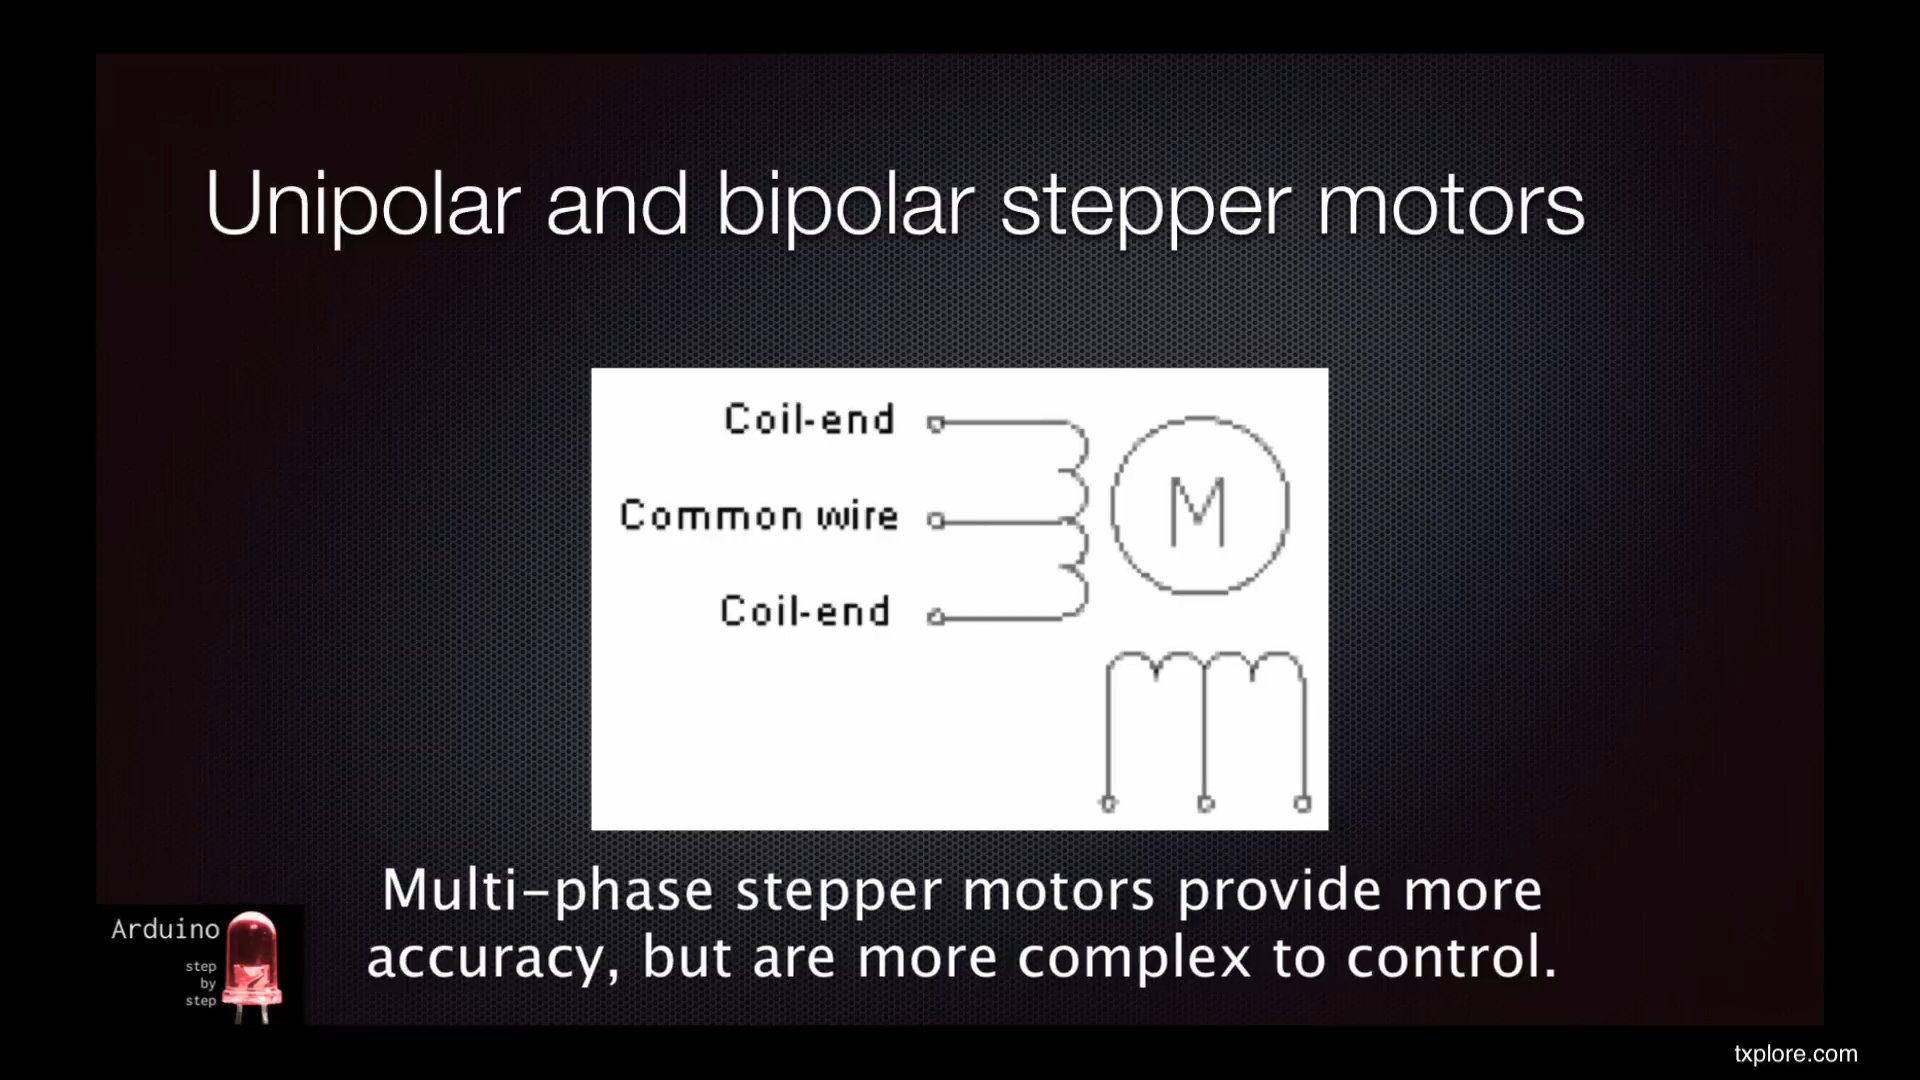 Unipolar and bipolar stepper motors
Coil-end
Common wire
Coil-end
M
Multi-phase stepper motors provide more
accuracy, but are more complex to control.
Arduino
step
by
step
txplore.com